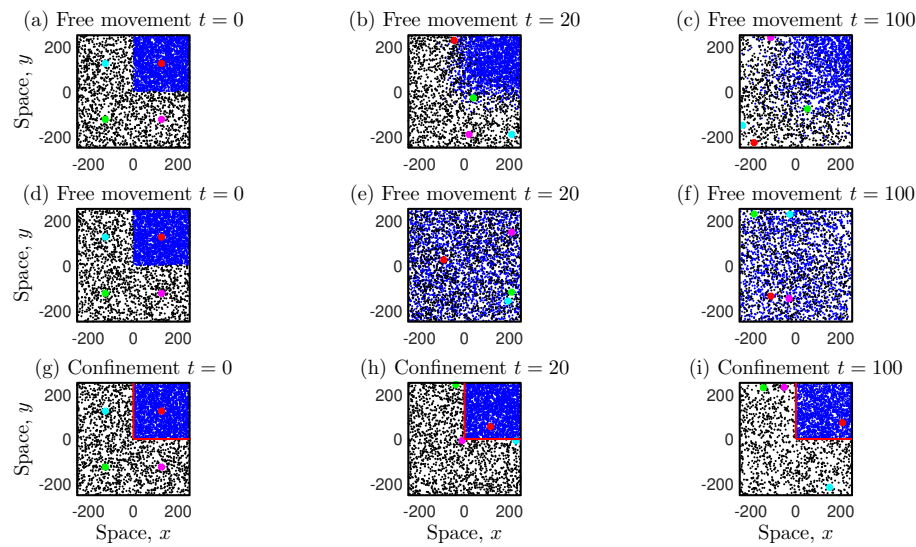 (a) Free movement t = 0 (b) Free movement t = 20 (c) Free movement t = 100
200 200 200
Space, y 0 0 0
-200 -200 -200
-200 0 200 -200 0 200 -200 0 200
(d) Free movement t = 0 (e) Free movement t = 20 (f) Free movement t = 100
200 200 200
Space, y 0 0 0
-200 -200 -200
-200 0 200 -200 0 200 -200 0 200
(g) Confinement t = 0 (h) Confinement t = 20 (i) Confinement t = 100
200 200 200
Space, y 0 0 0
-200 -200 -200
-200 0 200 -200 0 200 -200 0 200
Space, x Space, x Space, x